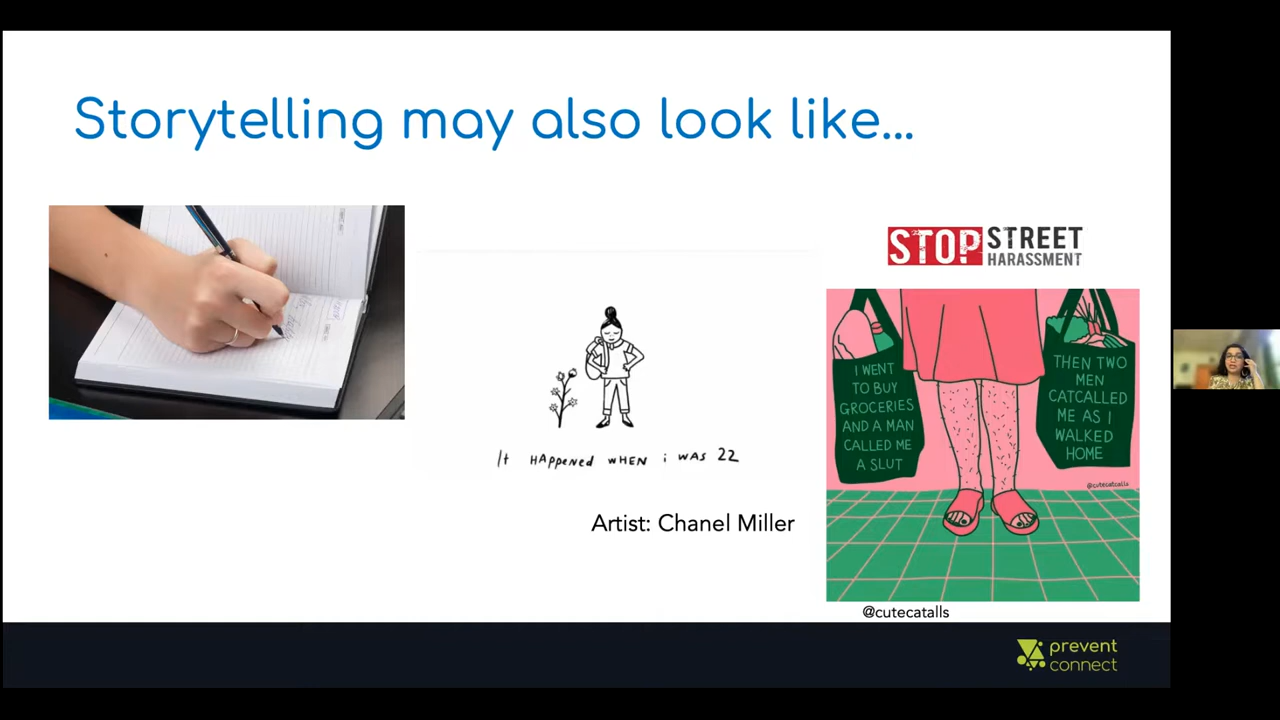 Storytelling may also look like...
It HAppened WHEN i WAS 22
Artist: Chanel Miller
STOP STREET
HARASSMENT
I WENT
TO BUY
GROCERIES
AND A MAN
CALLED ME
A SLUT
THEN TWO
MEN
CATCALLED
ME AS I
WALKED
HOME
@cutecatcalls
@cutecatalls
prevent
connect